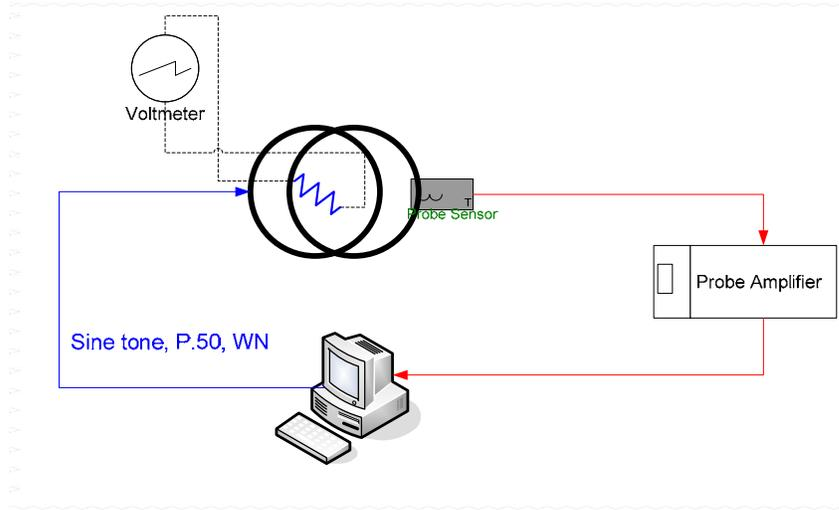 Voltmeter
T
Probe Sensor
Probe Amplifier
Sine tone, P.50, WN